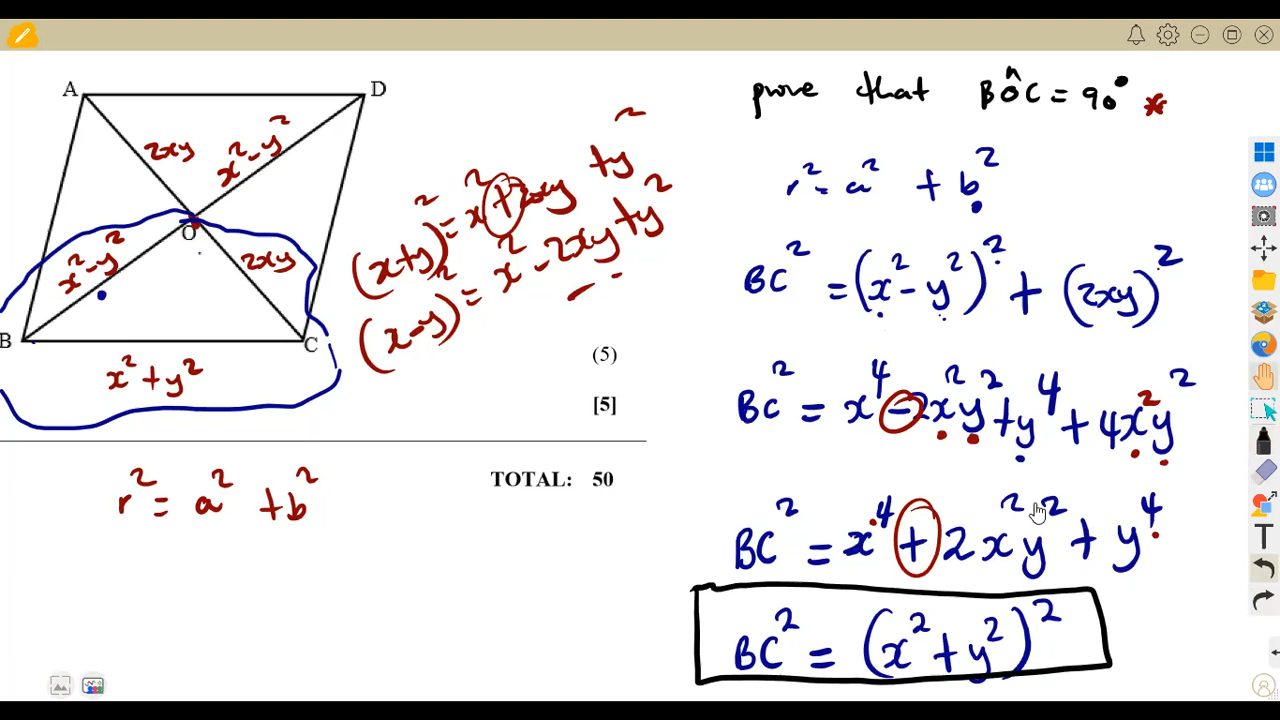 prove that BÔC = 90°
A
D
2xy
x² - y²
O
x² - y²
2xy
B
C
x² + y²
(x+y)² = x² + 2xy + y²
(x-y)² = x² - 2xy + y²
(5)
[5]
TOTAL: 50
r² = a² + b²
r² = a² + b²
BC² = (x² - y²)² + (2xy)²
BC² = x⁴ - 2x²y² + y⁴ + 4x²y²
BC² = x⁴ + 2x²y² + y⁴
BC² = (x² + y²)²
T